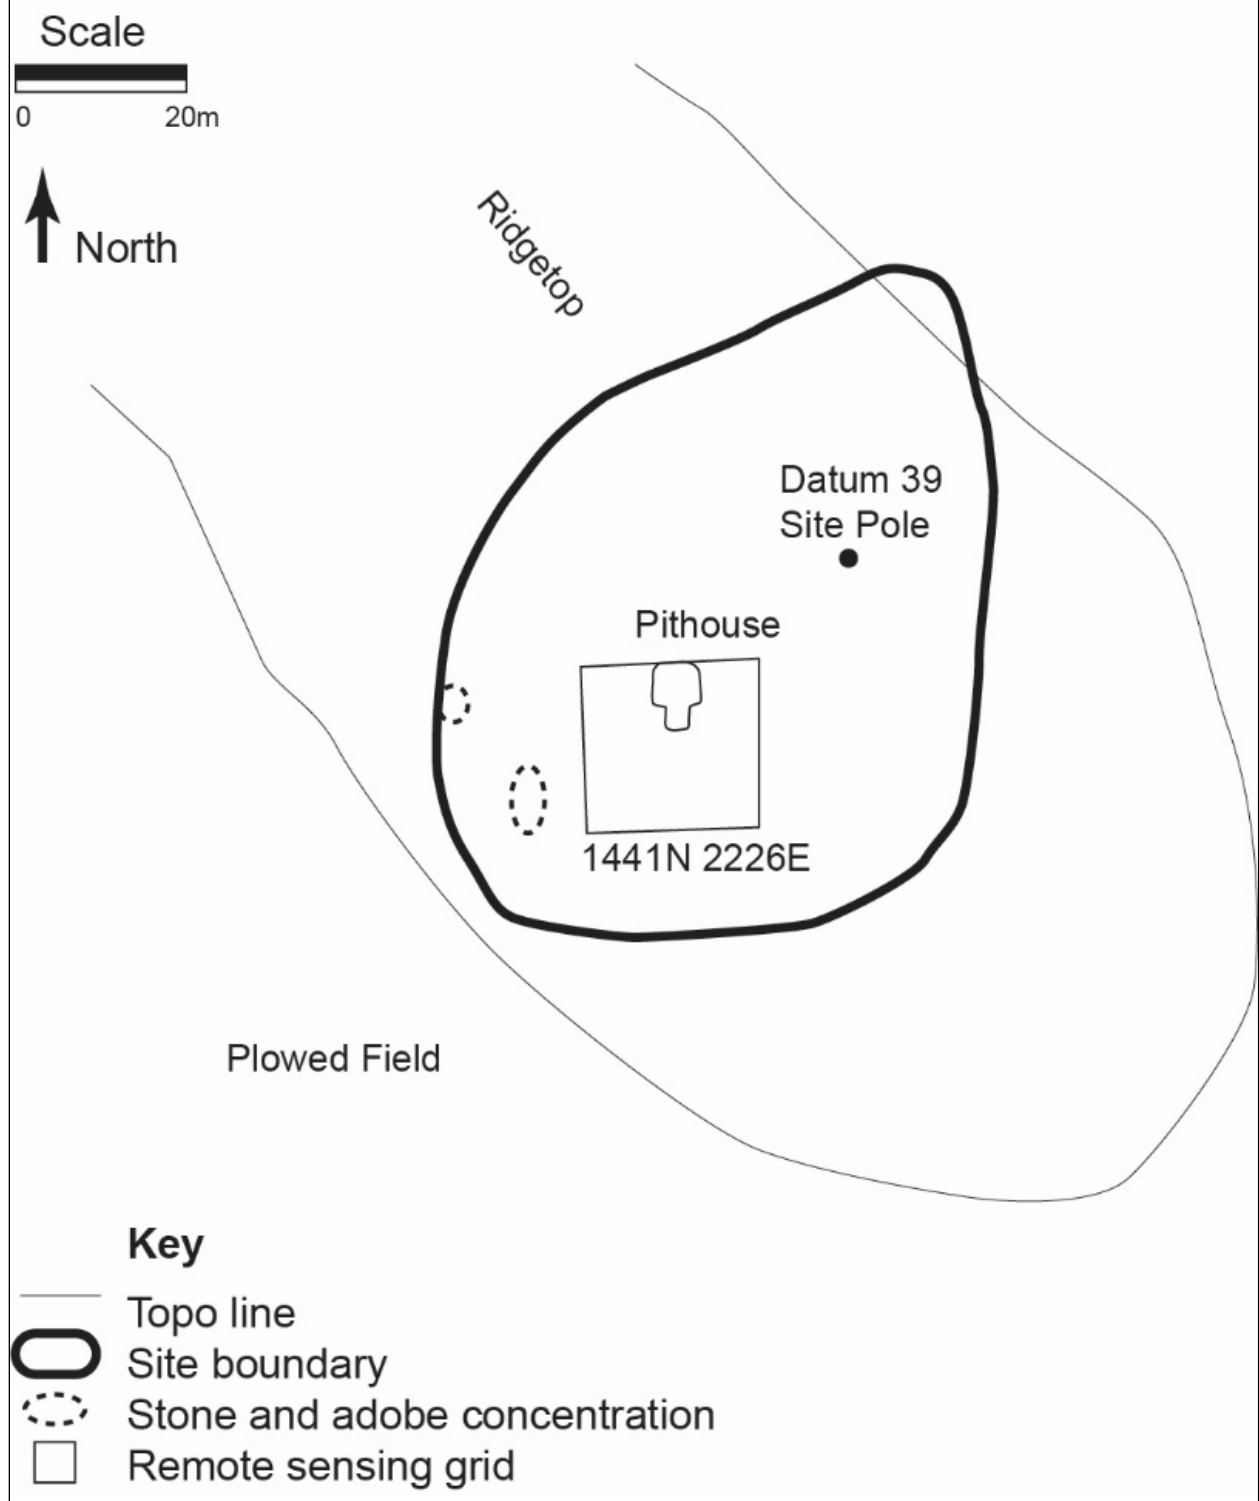 Scale
0 20m
North
Ridgetop
Datum 39
Site Pole
Pithouse
1441N 2226E
Plowed Field
Key
Topo line
Site boundary
Stone and adobe concentration
Remote sensing grid